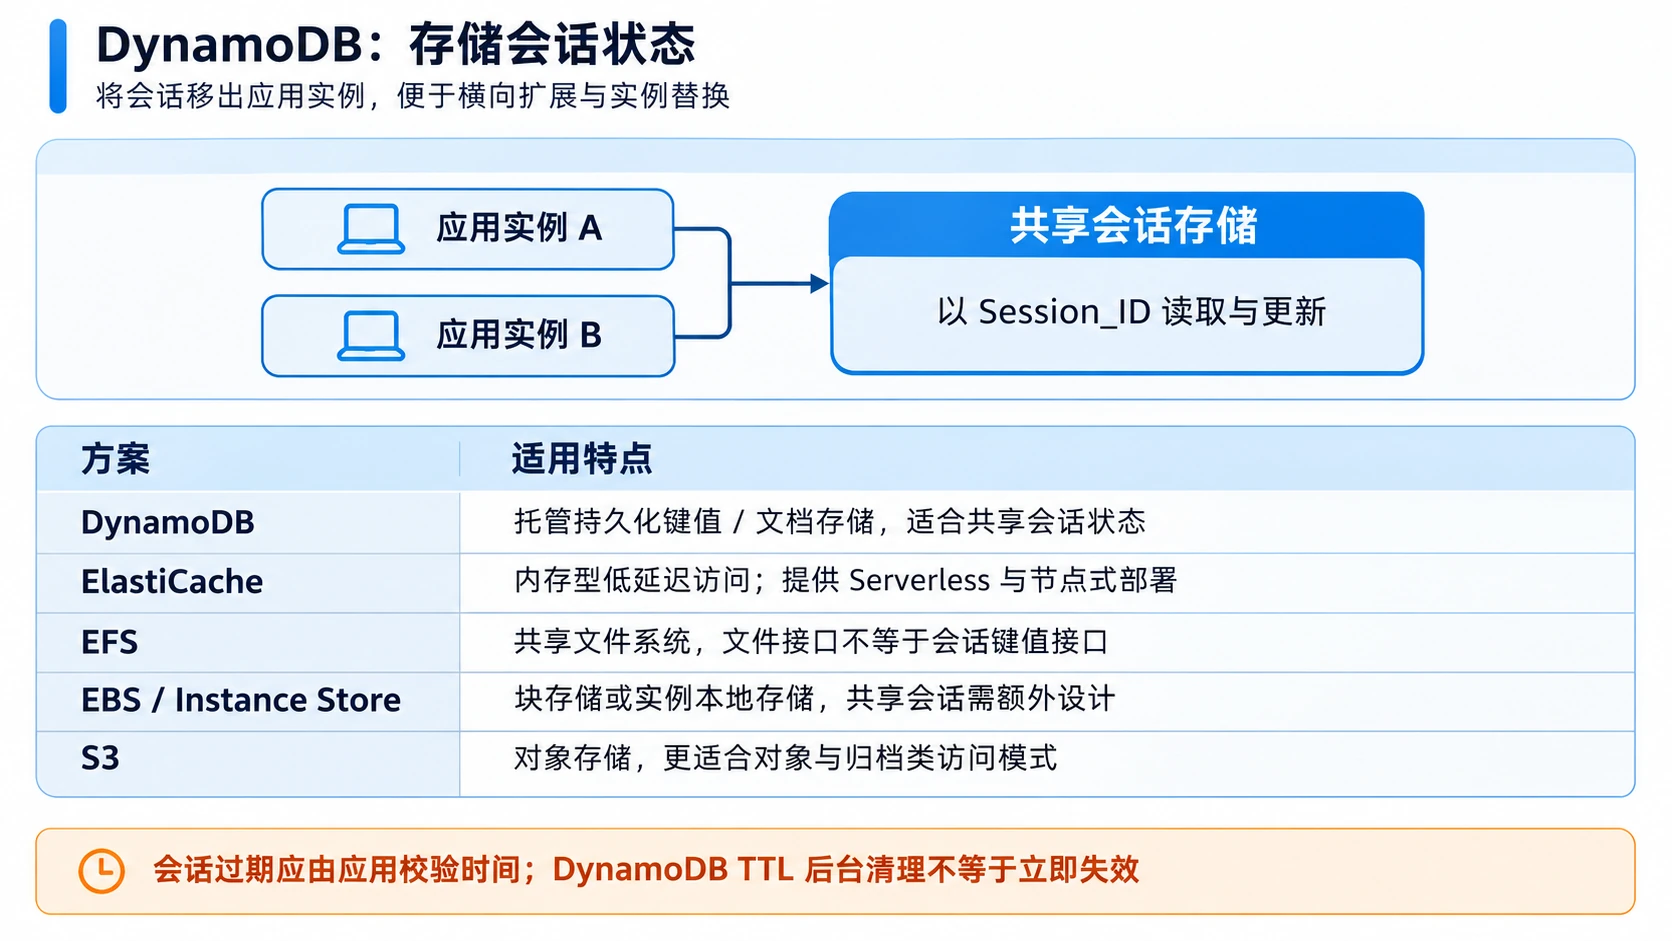 DynamoDB：存储会话状态
将会话移出应用实例，便于横向扩展与实例替换
应用实例 A
应用实例 B
共享会话存储
以 Session_ID 读取与更新
方案
适用特点
DynamoDB
托管持久化键值 / 文档存储，适合共享会话状态
ElastiCache
内存型低延迟访问；提供 Serverless 与节点式部署
EFS
共享文件系统，文件接口不等于会话键值接口
EBS / Instance Store
块存储或实例本地存储，共享会话需额外设计
S3
对象存储，更适合对象与归档类访问模式
会话过期应由应用校验时间；DynamoDB TTL 后台清理不等于立即失效